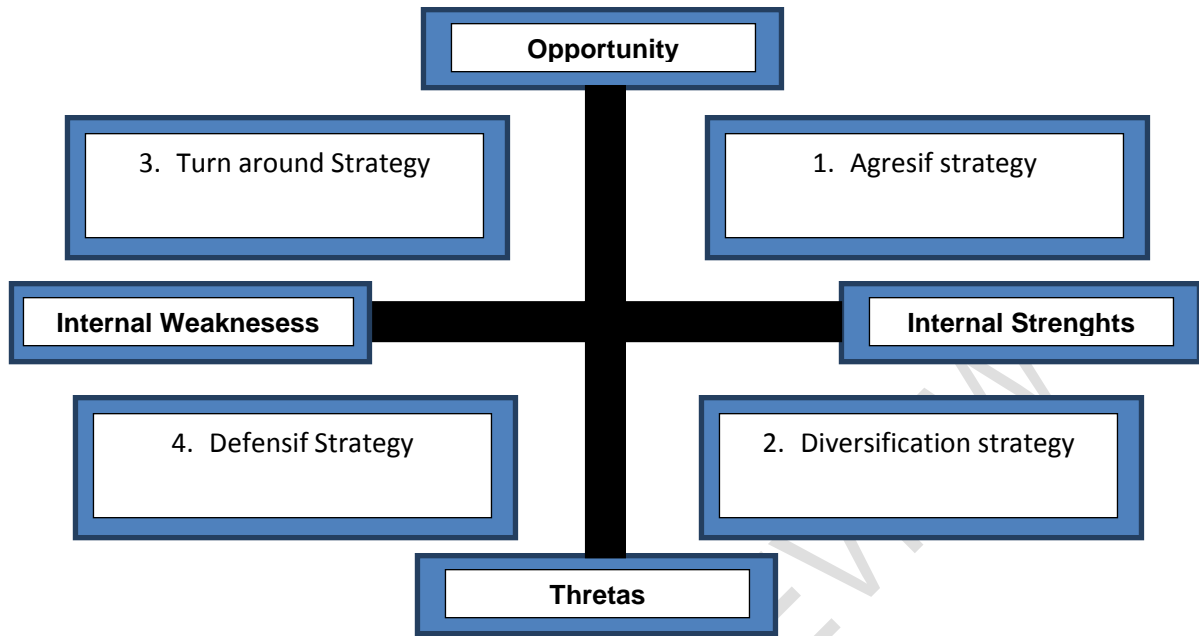 Opportunity
3. Turn around Strategy
1. Agresif strategy
Internal Weaknesess
Internal Strenghts
4. Defensif Strategy
2. Diversification strategy
Thretas